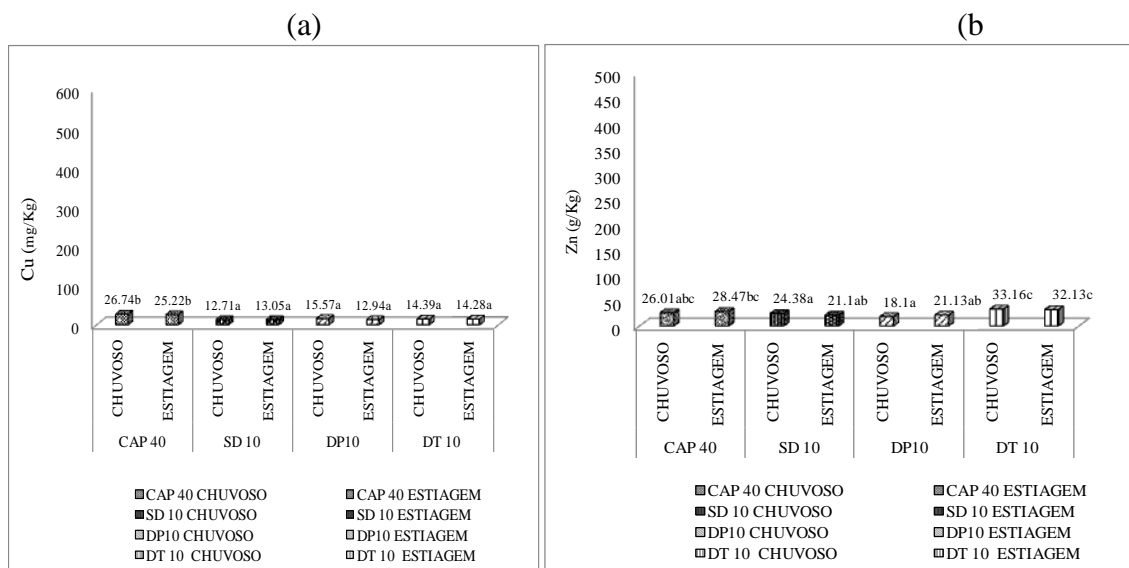 (a)
(b
Cu (mg/Kg)
600
500
400
300
200
100
0
26.74b 25.22b 12.71a 13.05a 15.57a 12.94a 14.39a 14.28a
CHUVOSO ESTIAGEM CHUVOSO ESTIAGEM CHUVOSO ESTIAGEM CHUVOSO ESTIAGEM
CAP 40 SD 10 DP10 DT 10
CAP 40 CHUVOSO CAP 40 ESTIAGEM
SD 10 CHUVOSO SD 10 ESTIAGEM
DP10 CHUVOSO DP10 ESTIAGEM
DT 10 CHUVOSO DT 10 ESTIAGEM
Zn (g/Kg)
500
450
400
350
300
250
200
150
100
50
0
26.01abc 28.47bc 24.38a 21.1ab 18.1a 21.13ab 33.16c 32.13c
CHUVOSO ESTIAGEM CHUVOSO ESTIAGEM CHUVOSO ESTIAGEM CHUVOSO ESTIAGEM
CAP 40 SD 10 DP10 DT 10
CAP 40 CHUVOSO CAP 40 ESTIAGEM
SD 10 CHUVOSO SD 10 ESTIAGEM
DP10 CHUVOSO DP10 ESTIAGEM
DT 10 CHUVOSO DT 10 ESTIAGEM